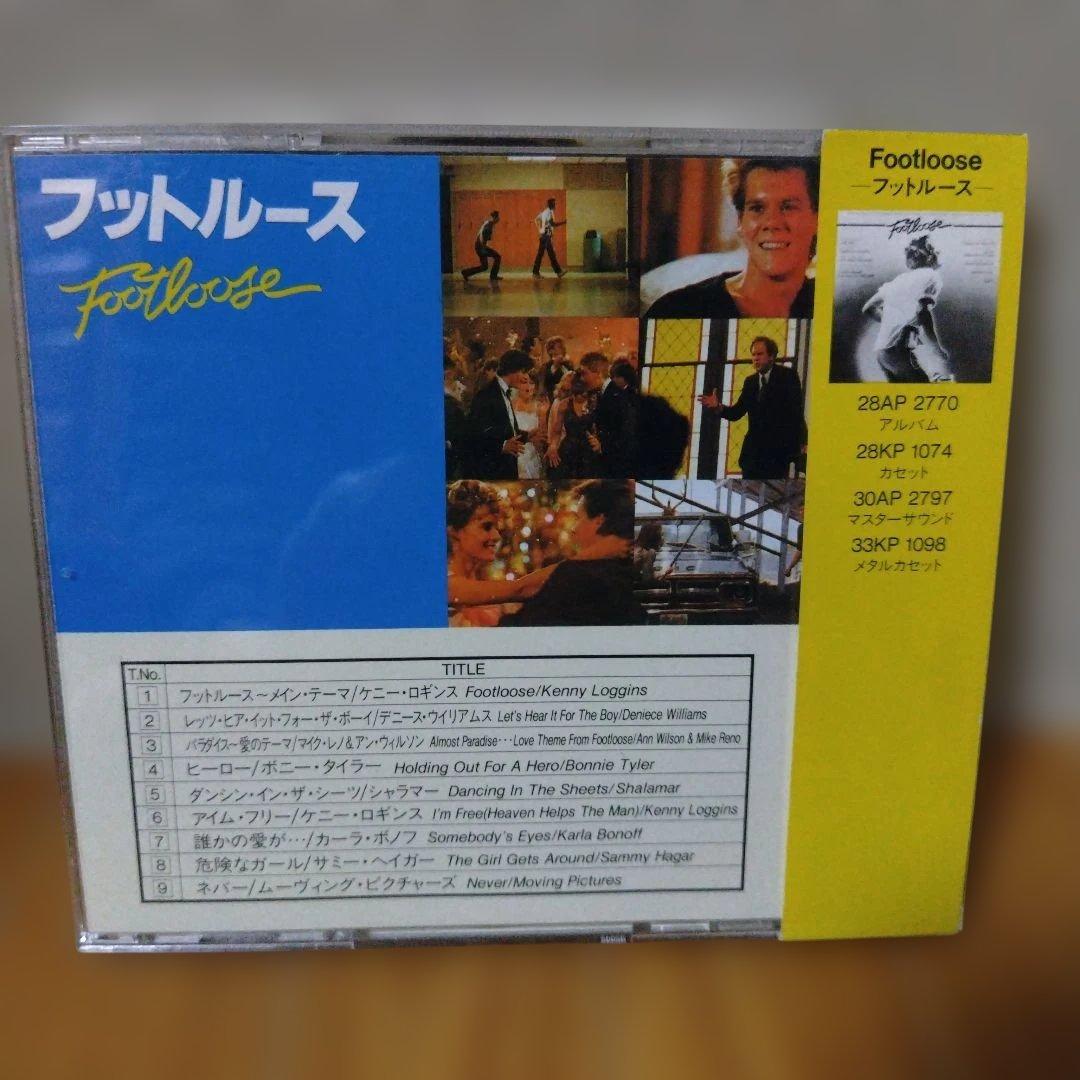 フットルース
Footloose
Footloose
—フットルース—
Footloose
28AP 2770
アルバム
28KP 1074
カセット
30AP 2797
マスターサウンド
33KP 1098
メタルカセット
T.No. TITLE
1 フットルース〜メイン・テーマ/ケニー・ロギンス Footloose/Kenny Loggins
2 レッツ・ヒア・イット・フォー・ザ・ボーイ/デニース・ウイリアムス Let's Hear It For The Boy/Deniece Williams
3 パラダイス〜愛のテーマ/マイク・レノ&アン・ウィルソン Almost Paradise···Love Theme From Footloose/Ann Wilson & Mike Reno
4 ヒーロー/ボニー・タイラー Holding Out For A Hero/Bonnie Tyler
5 ダンシン・イン・ザ・シーツ/シャラマー Dancing In The Sheets/Shalamar
6 アイム・フリー/ケニー・ロギンス I'm Free(Heaven Helps The Man)/Kenny Loggins
7 誰かの愛が…/カーラ・ボノフ Somebody's Eyes/Karla Bonoff
8 危険なガール/サミー・ヘイガー The Girl Gets Around/Sammy Hagar
9 ネバー/ムーヴィング・ピクチャーズ Never/Moving Pictures